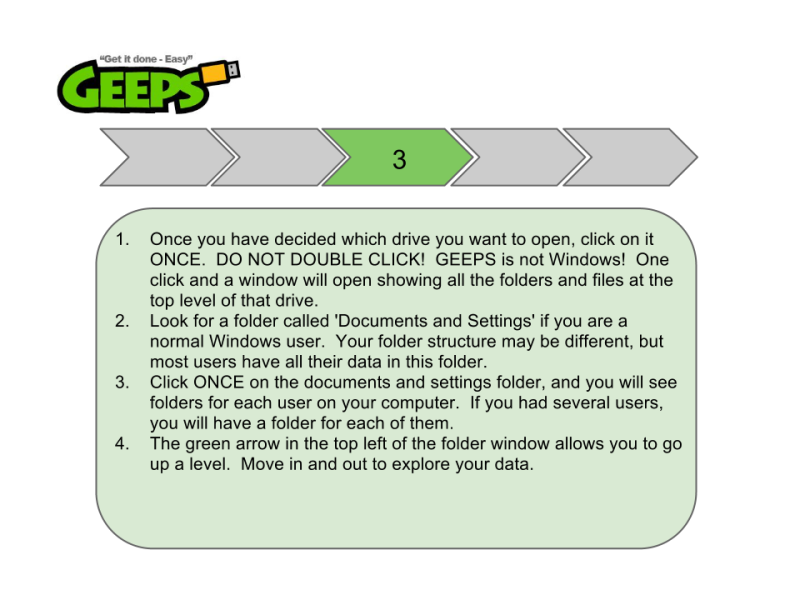 "Get it done - Easy"
GEEPS
3
1. Once you have decided which drive you want to open, click on it
ONCE.  DO NOT DOUBLE CLICK!  GEEPS is not Windows!  One
click and a window will open showing all the folders and files at the
top level of that drive.
2. Look for a folder called 'Documents and Settings' if you are a
normal Windows user.  Your folder structure may be different, but
most users have all their data in this folder.
3. Click ONCE on the documents and settings folder, and you will see
folders for each user on your computer.  If you had several users,
you will have a folder for each of them.
4. The green arrow in the top left of the folder window allows you to go
up a level.  Move in and out to explore your data.